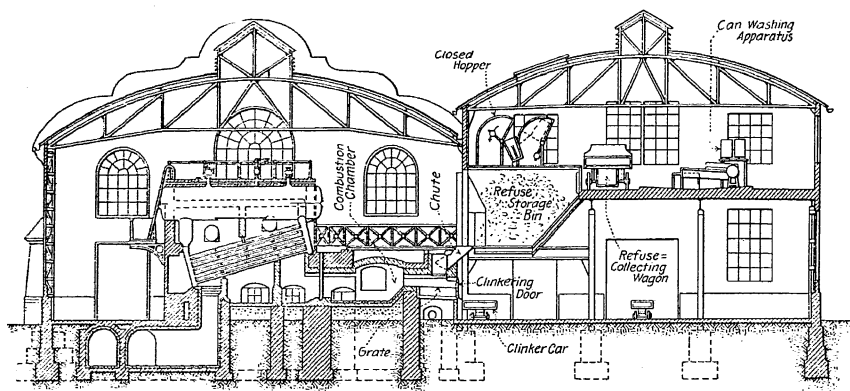 Can Washing
Apparatus
Closed
Hopper
Combustion
Chamber
Chute
Refuse
Storage
Bin
Refuse=
Collecting
Wagon
Clinkering
Door
Grate
Clinker Car